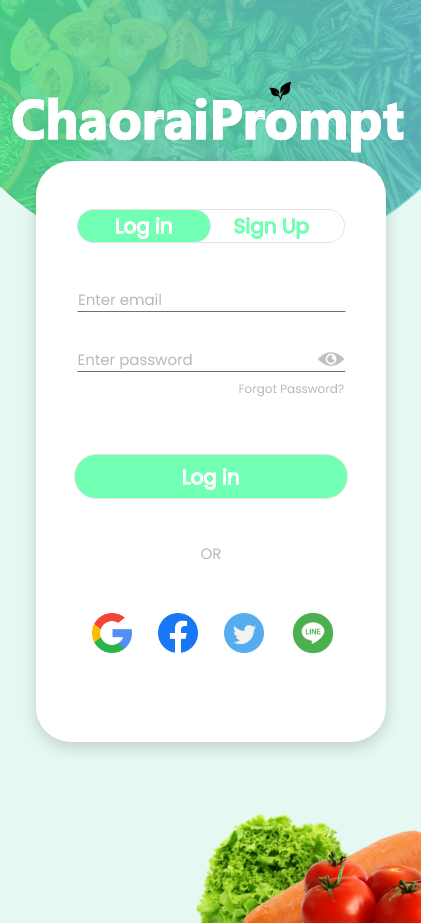 ChaoraiPrompt
Log in Sign Up
Enter email
Enter password
Forgot Password?
Log in
OR
LINE